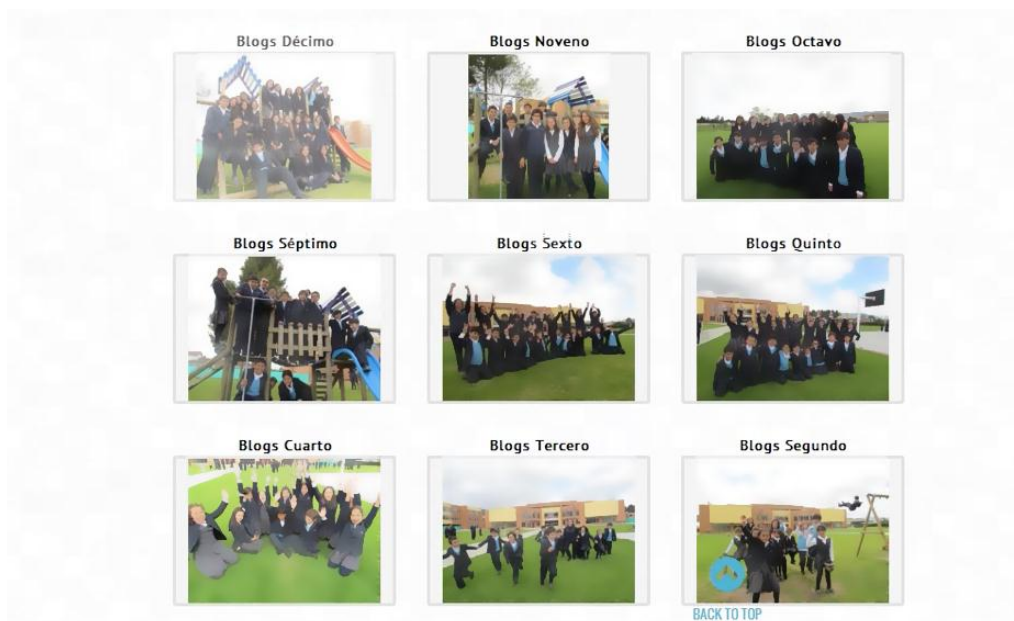 Blogs Décimo
Blogs Noveno
Blogs Octavo
Blogs Séptimo
Blogs Sexto
Blogs Quinto
Blogs Cuarto
Blogs Tercero
Blogs Segundo
BACK TO TOP